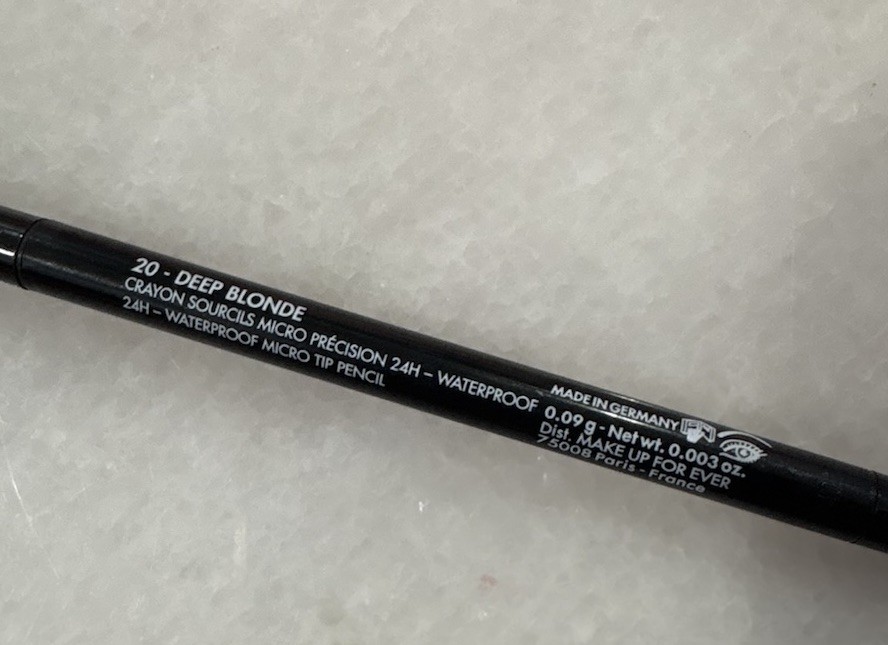 20 - DEEP BLONDE
CRAYON SOURCILS MICRO PRÉCISION 24H – WATERPROOF
24H – WATERPROOF MICRO TIP PENCIL
MADE IN GERMANY
0.09 g - Net wt. 0.003 oz.
Dist. MAKE UP FOR EVER
75008 Paris - France